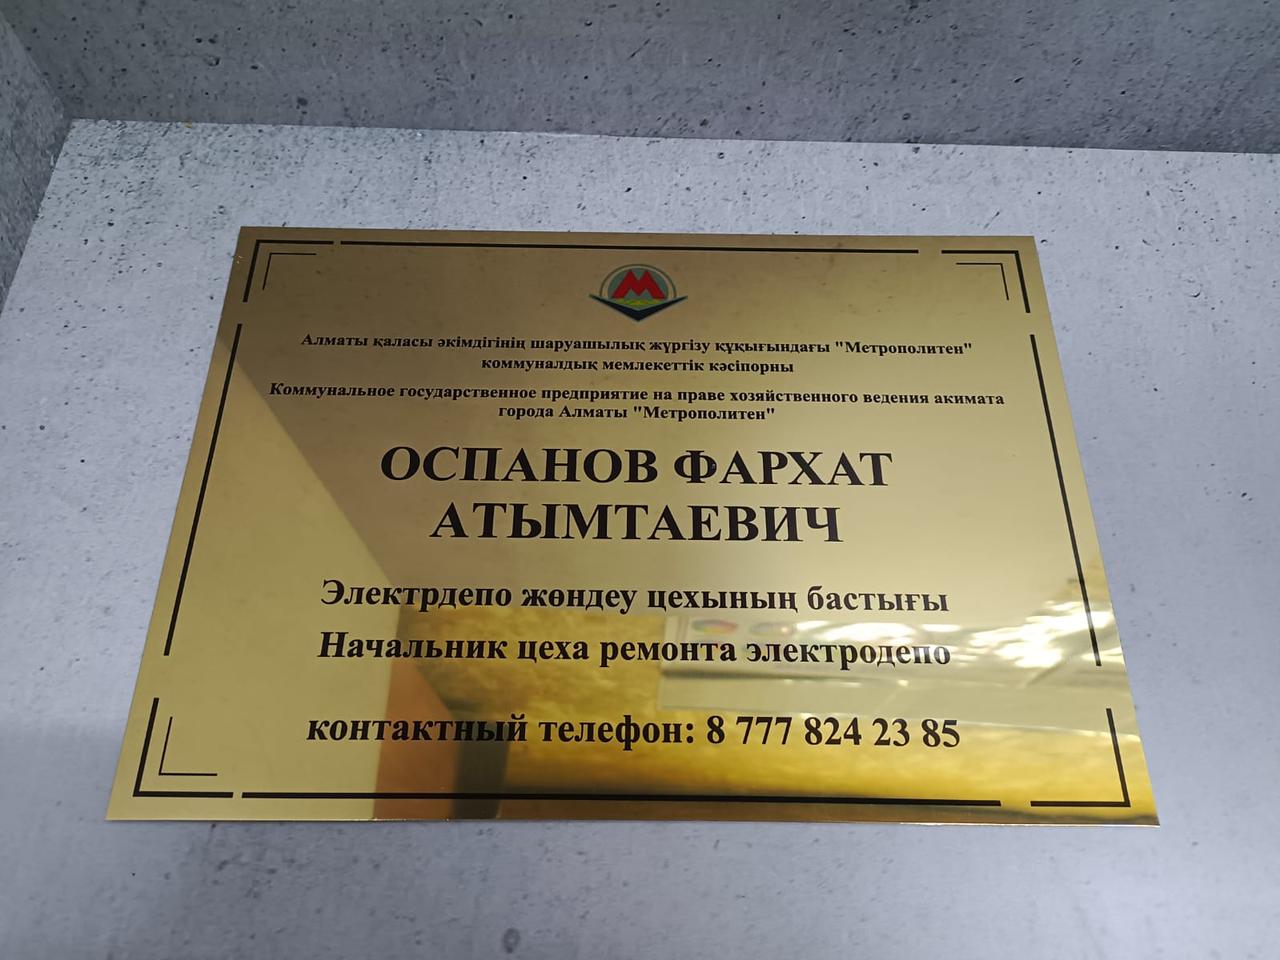 М
Алматы қаласы әкімдігінің шаруашылық жүргізу құқығындағы "Метрополитен"
коммуналдық мемлекеттік кәсіпорны
Коммунальное государственное предприятие на праве хозяйственного ведения акимата
города Алматы "Метрополитен"
ОСПАНОВ ФАРХАТ
АТЫМТАЕВИЧ
Электрдепо жөндеу цехының бастығы
Начальник цеха ремонта электродепо
контактный телефон: 8 777 824 23 85